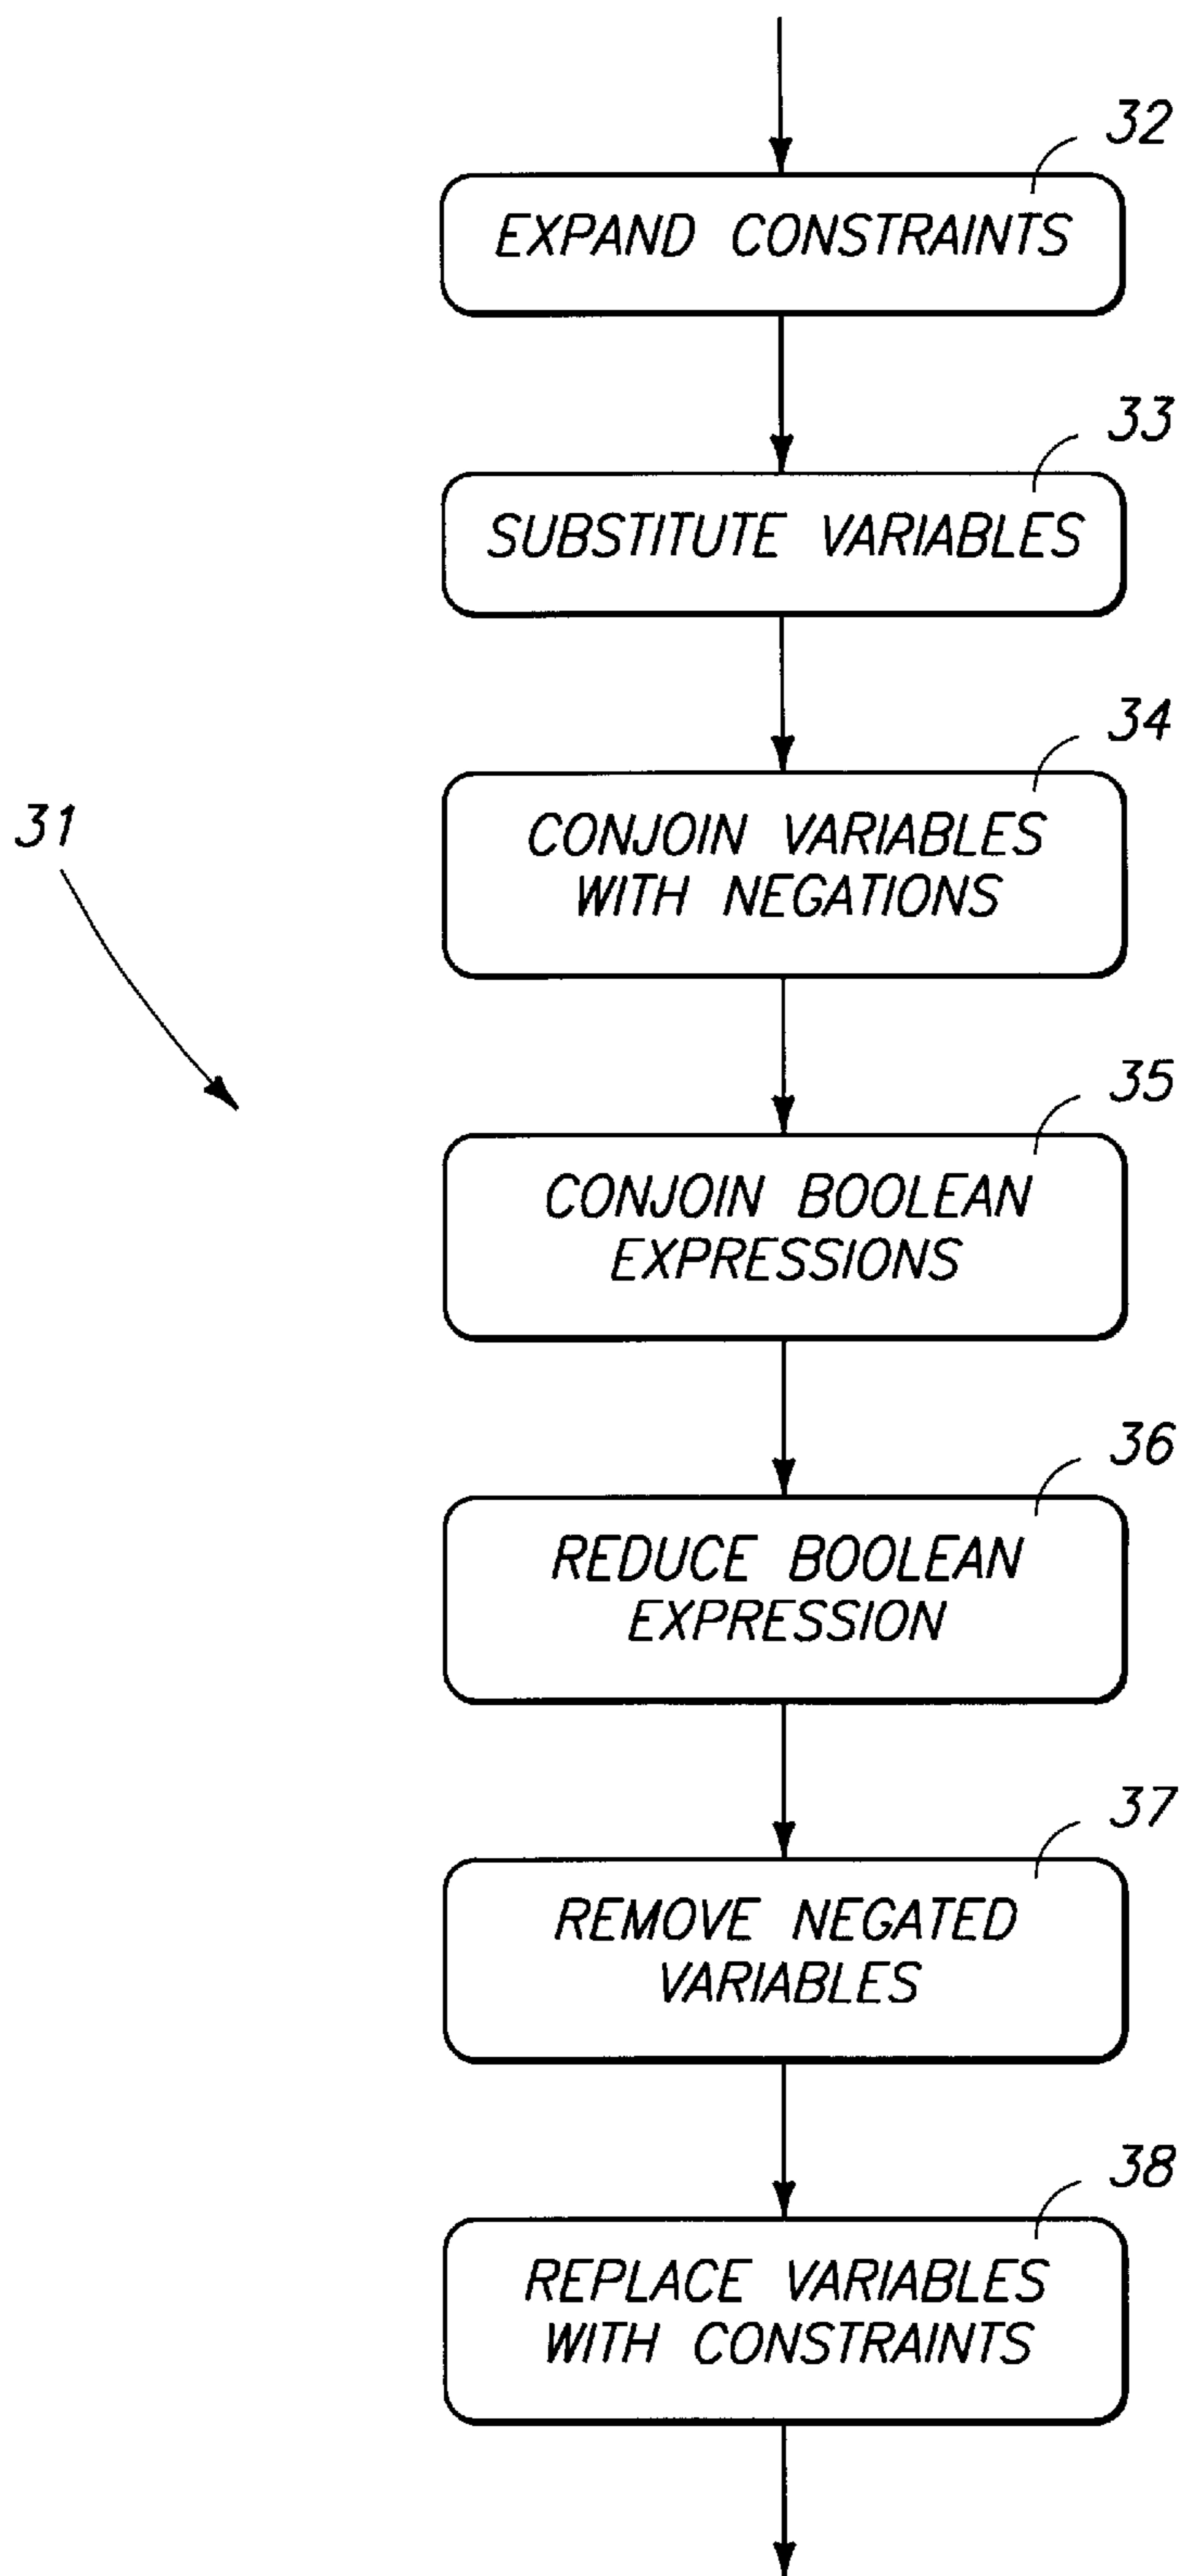 32
EXPAND CONSTRAINTS
33
SUBSTITUTE VARIABLES
34
CONJOIN VARIABLES
WITH NEGATIONS
31
35
CONJOIN BOOLEAN
EXPRESSIONS
36
REDUCE BOOLEAN
EXPRESSION
37
REMOVE NEGATED
VARIABLES
38
REPLACE VARIABLES
WITH CONSTRAINTS